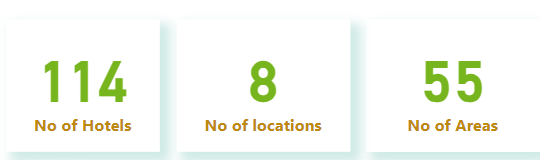 114
No of Hotels
8
No of locations
55
No of Areas